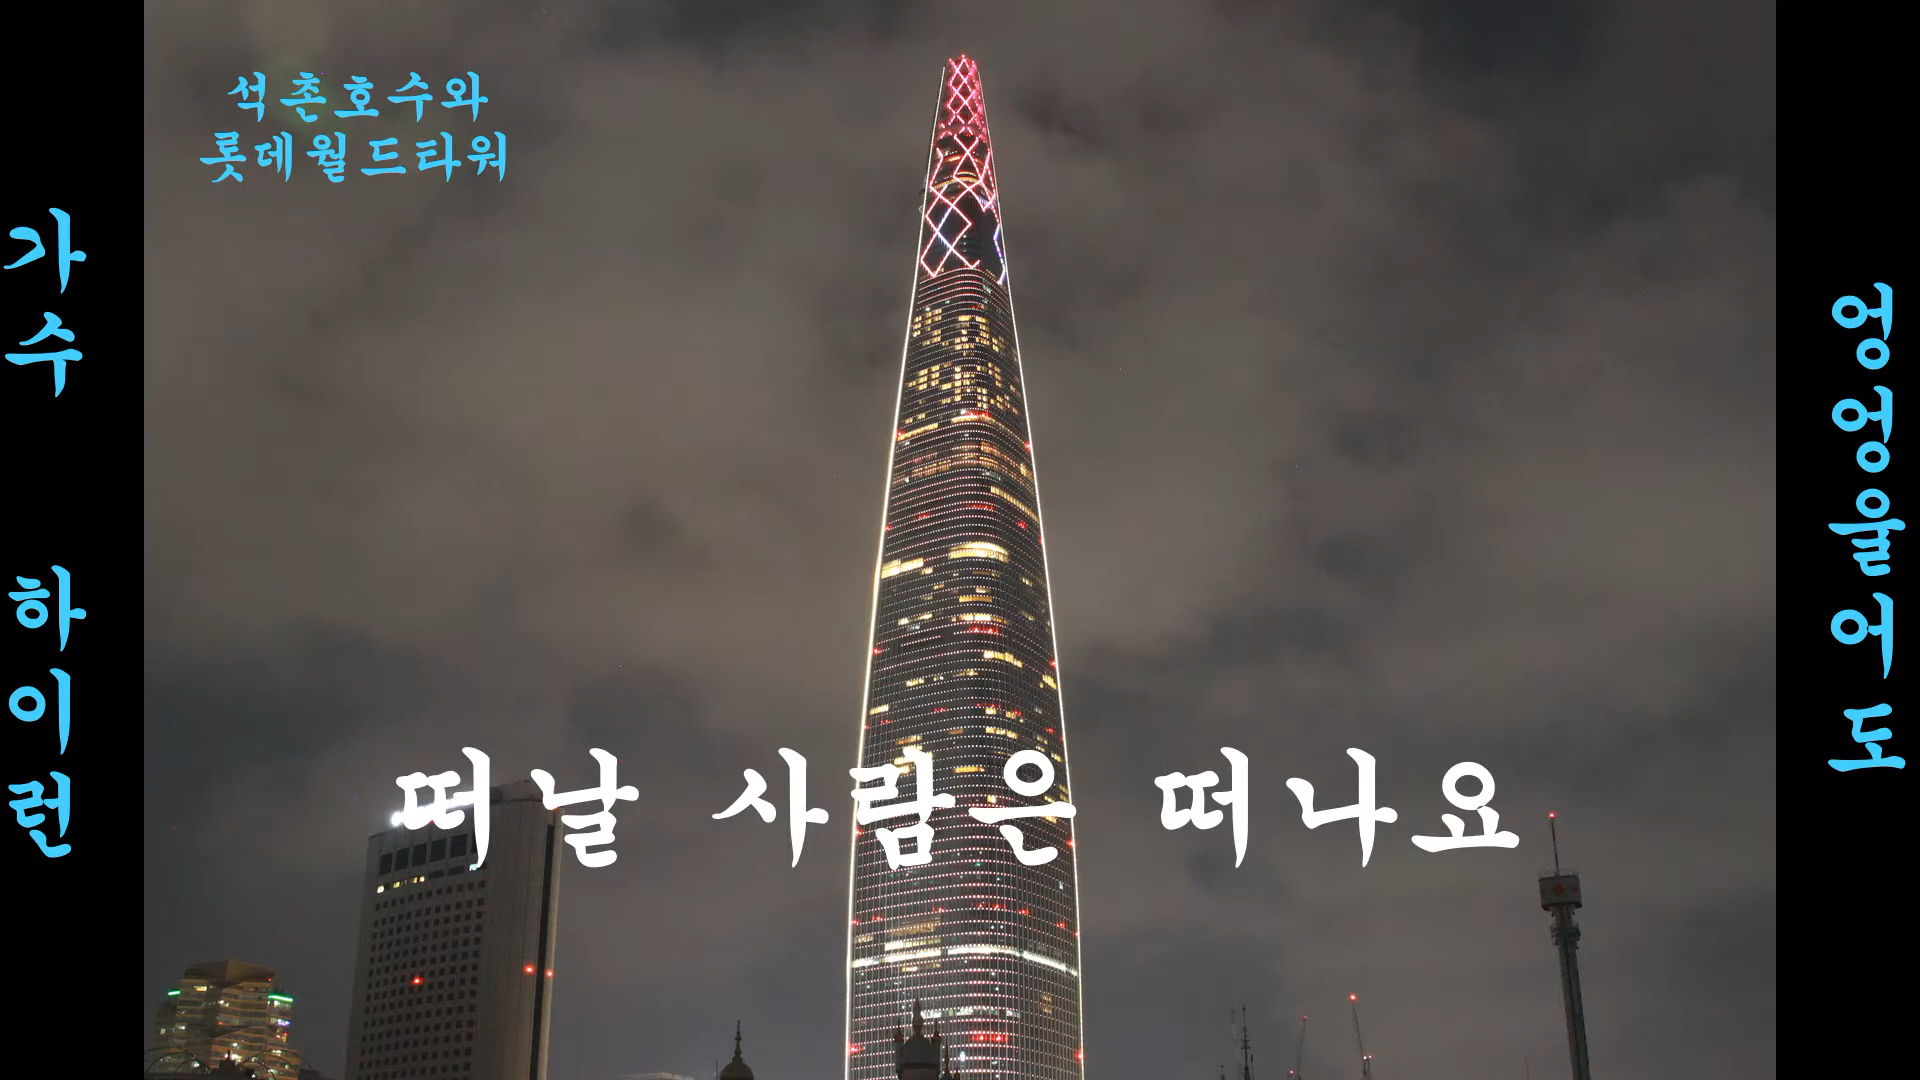 석촌호수와
롯데월드타워
가수 하이런
엉엉울어도
떠날 사람은 떠나요